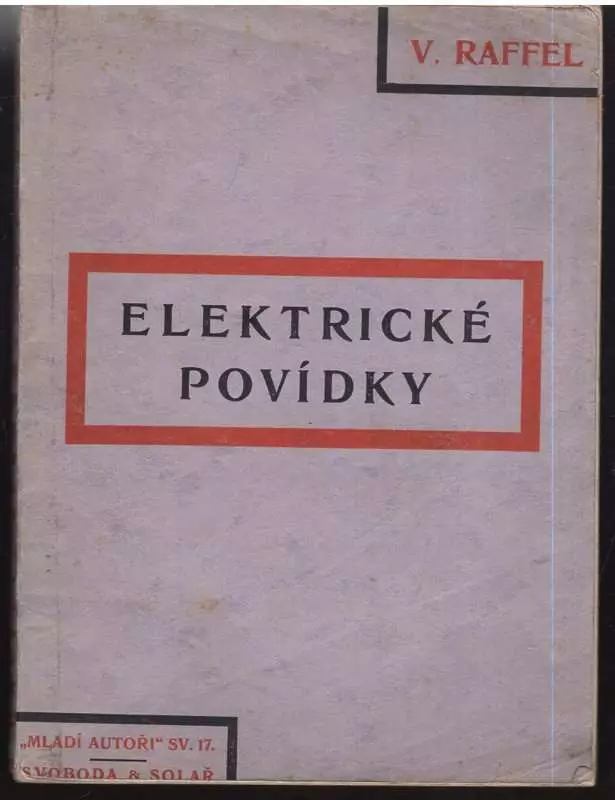 V. RAFFEL
ELEKTRICKÉ
POVÍDKY
„MLADÍ AUTOŘI“ SV. 17.
SVOBODA & SOLAŘ